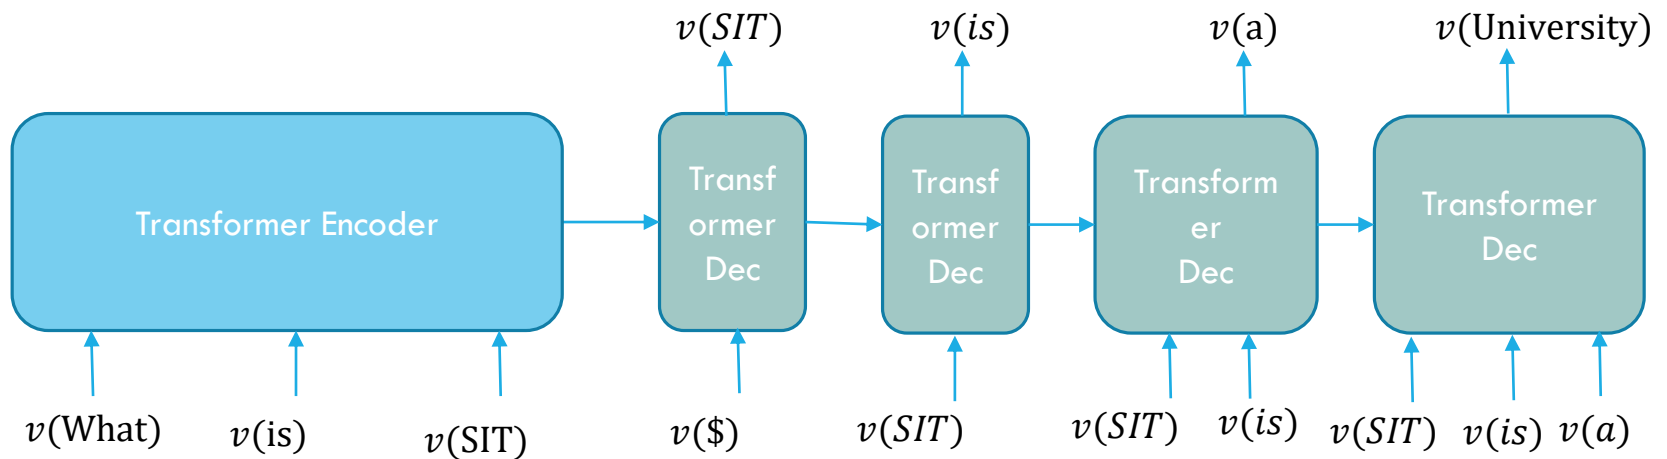 v(SIT) v(is) v(a) v(University)
Transformer Encoder
Transf
ormer
Dec
Transf
ormer
Dec
Transform
er
Dec
Transformer
Dec
v(What) v(is) v(SIT) v($) v(SIT) v(SIT) v(is) v(SIT) v(is) v(a)